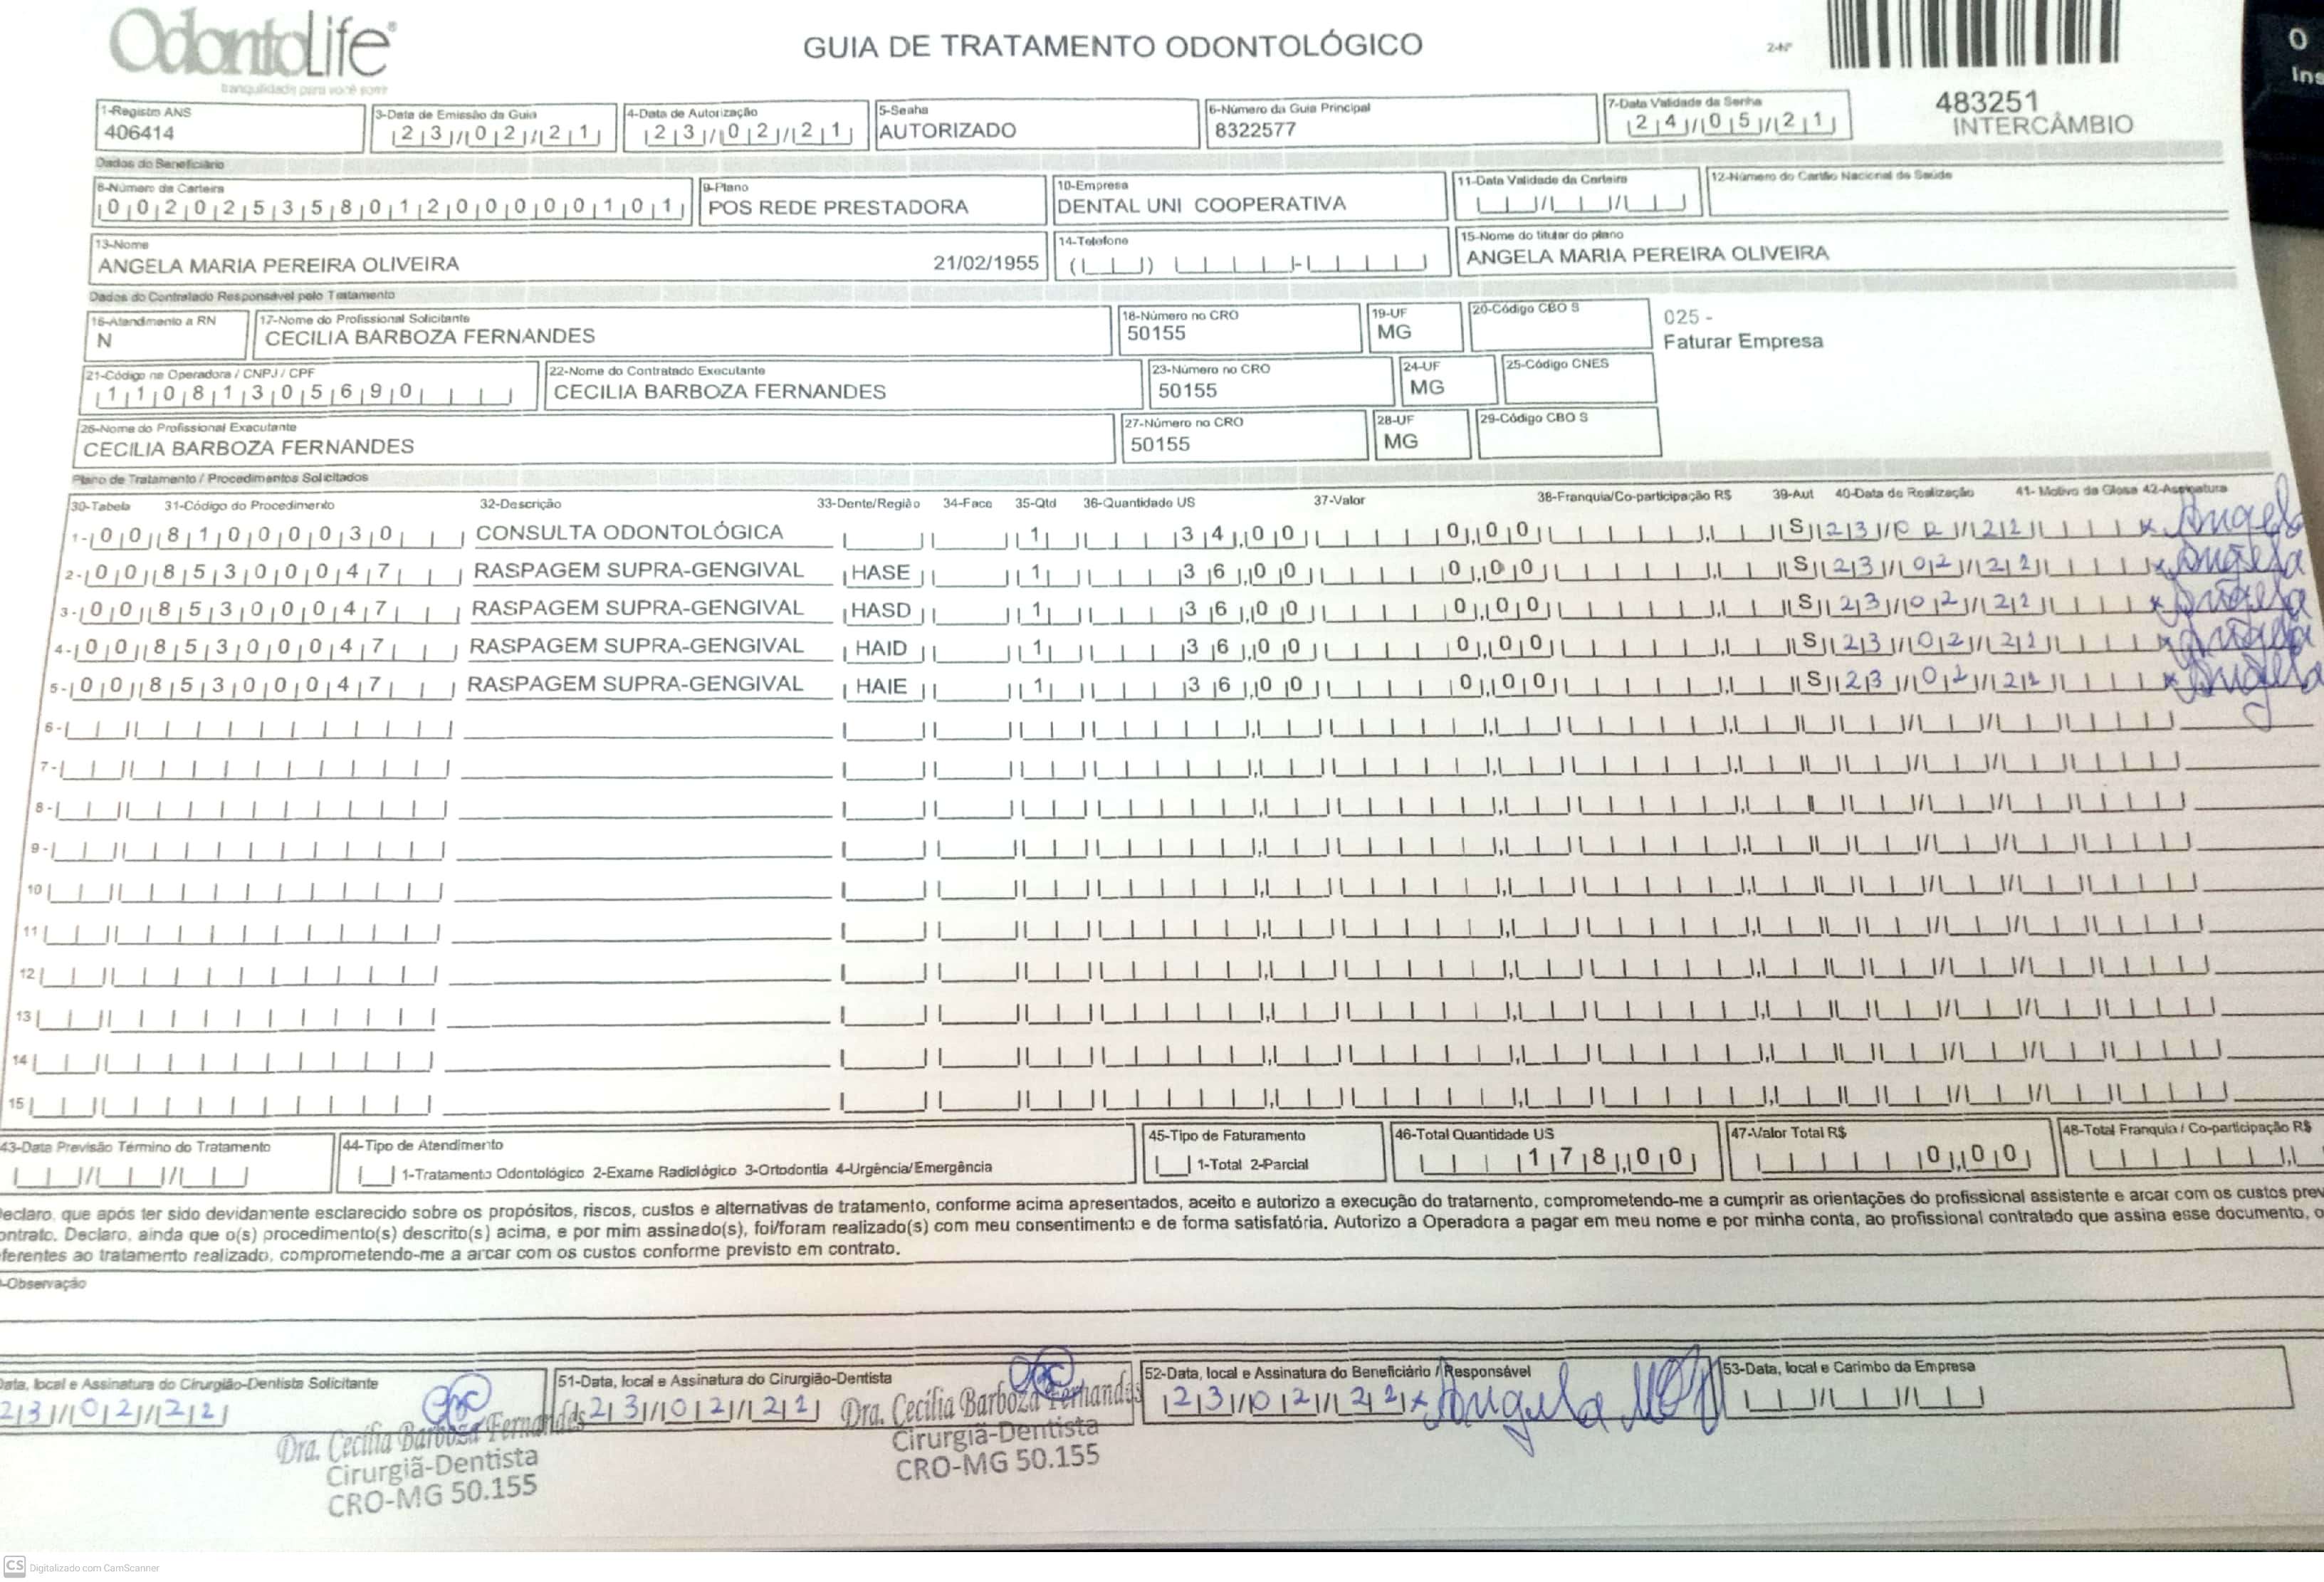 OdontoLife®
tranquilidade para você sorrir
GUIA DE TRATAMENTO ODONTOLÓGICO
2-Nº
483251
INTERCÂMBIO
1-Registro ANS
406414
3-Data de Emissão da Guia
23/02/21
4-Data de Autorização
23/02/21
5-Senha
AUTORIZADO
6-Número da Guia Principal
8322577
7-Data Validade da Senha
24/05/21
Dados do Beneficiário
8-Número da Carteira
00202535801200000101
9-Plano
POS REDE PRESTADORA
10-Empresa
DENTAL UNI COOPERATIVA
11-Data Validade da Carteira
12-Número do Cartão Nacional de Saúde
13-Nome
ANGELA MARIA PEREIRA OLIVEIRA 21/02/1955
14-Telefone
15-Nome do titular do plano
ANGELA MARIA PEREIRA OLIVEIRA
Dados do Contratado Responsável pelo Tratamento
16-Atendimento a RN
N
17-Nome do Profissional Solicitante
CECILIA BARBOZA FERNANDES
18-Número no CRO
50155
19-UF
MG
20-Código CBO S
025 -
Faturar Empresa
21-Código na Operadora / CNPJ / CPF
11081305690
22-Nome do Contratado Executante
CECILIA BARBOZA FERNANDES
23-Número no CRO
50155
24-UF
MG
25-Código CNES
26-Nome do Profissional Executante
CECILIA BARBOZA FERNANDES
27-Número no CRO
50155
28-UF
MG
29-Código CBO S
Plano de Tratamento / Procedimentos Solicitados
30-Tabela 31-Código do Procedimento 32-Descrição 33-Dente/Região 34-Face 35-Qtd 36-Quantidade US 37-Valor 38-Franquia/Co-participação R$ 39-Aut 40-Data de Realização 41- Motivo da Glosa 42-Assinatura
1- 00 81000030 CONSULTA ODONTOLÓGICA 1 34,00 0,00 S 23/02/22 x Angela
2- 00 85300047 RASPAGEM SUPRA-GENGIVAL HASE 1 36,00 0,00 S 23/02/22 x Angela
3- 00 85300047 RASPAGEM SUPRA-GENGIVAL HASD 1 36,00 0,00 S 23/02/22 x Angela
4- 00 85300047 RASPAGEM SUPRA-GENGIVAL HAID 1 36,00 0,00 S 23/02/22 x Angela
5- 00 85300047 RASPAGEM SUPRA-GENGIVAL HAIE 1 36,00 0,00 S 23/02/22 x Angela
6-
7-
8-
9-
10
11
12
13
14
15
43-Data Previsão Término do Tratamento
44-Tipo de Atendimento
1-Tratamento Odontológico 2-Exame Radiológico 3-Ortodontia 4-Urgência/Emergência
45-Tipo de Faturamento
1-Total 2-Parcial
46-Total Quantidade US
178,00
47-Valor Total R$
0,00
48-Total Franquia / Co-participação R$
eclaro, que após ter sido devidamente esclarecido sobre os propósitos, riscos, custos e alternativas de tratamento, conforme acima apresentados, aceito e autorizo a execução do tratamento, comprometendo-me a cumprir as orientações do profissional assistente e arcar com os custos prev
ontrato. Declaro, ainda que o(s) procedimento(s) descrito(s) acima, e por mim assinado(s), foi/foram realizado(s) com meu consentimento e de forma satisfatória. Autorizo a Operadora a pagar em meu nome e por minha conta, ao profissional contratado que assina esse documento, o
ferentes ao tratamento realizado, comprometendo-me a arcar com os custos conforme previsto em contrato.
-Observação
Data, local e Assinatura do Cirurgião-Dentista Solicitante
23/02/22
Dra. Cecília Barboza Fernandes
Cirurgiã-Dentista
CRO-MG 50.155
51-Data, local e Assinatura do Cirurgião-Dentista
23/02/22
Dra. Cecília Barboza Fernandes
Cirurgiã-Dentista
CRO-MG 50.155
52-Data, local e Assinatura do Beneficiário / Responsável
23/02/22 x Angela
53-Data, local e Carimbo da Empresa
0
Ins
CS Digitalizado com CamScanner